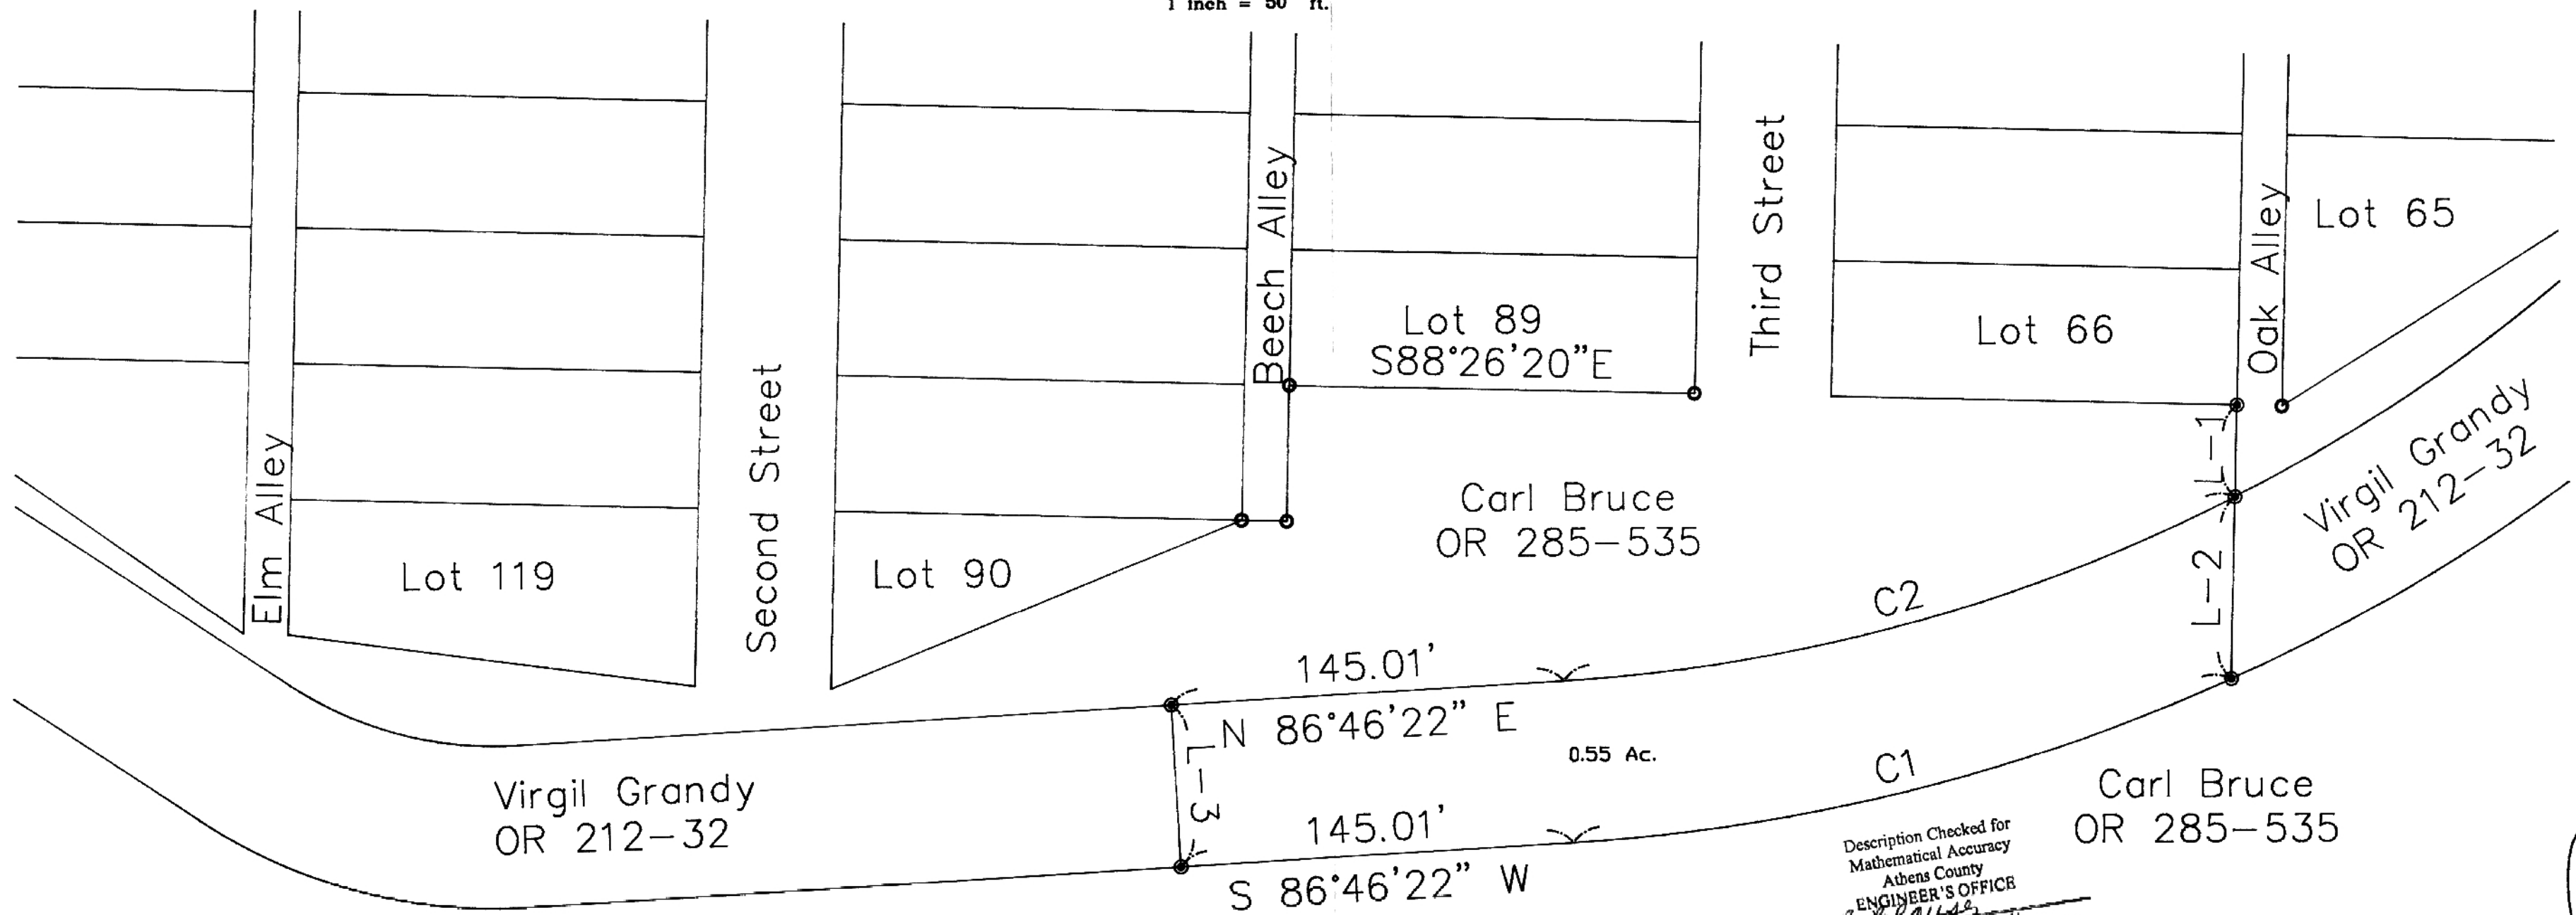 1 inch = 50 ft.
Elm Alley
Second Street
Beech Alley
Third Street
Oak Alley
Lot 65
Lot 89
S88°26'20"E
Lot 66
Lot 119
Lot 90
Carl Bruce
OR 285-535
L-1
L-2
Virgil Grandy
OR 212-32
C2
145.01'
N 86°46'22" E
L-3
0.55 Ac.
C1
Virgil Grandy
OR 212-32
145.01'
S 86°46'22" W
Carl Bruce
OR 285-535
Description Checked for
Mathematical Accuracy
Athens County
ENGINEER'S OFFICE